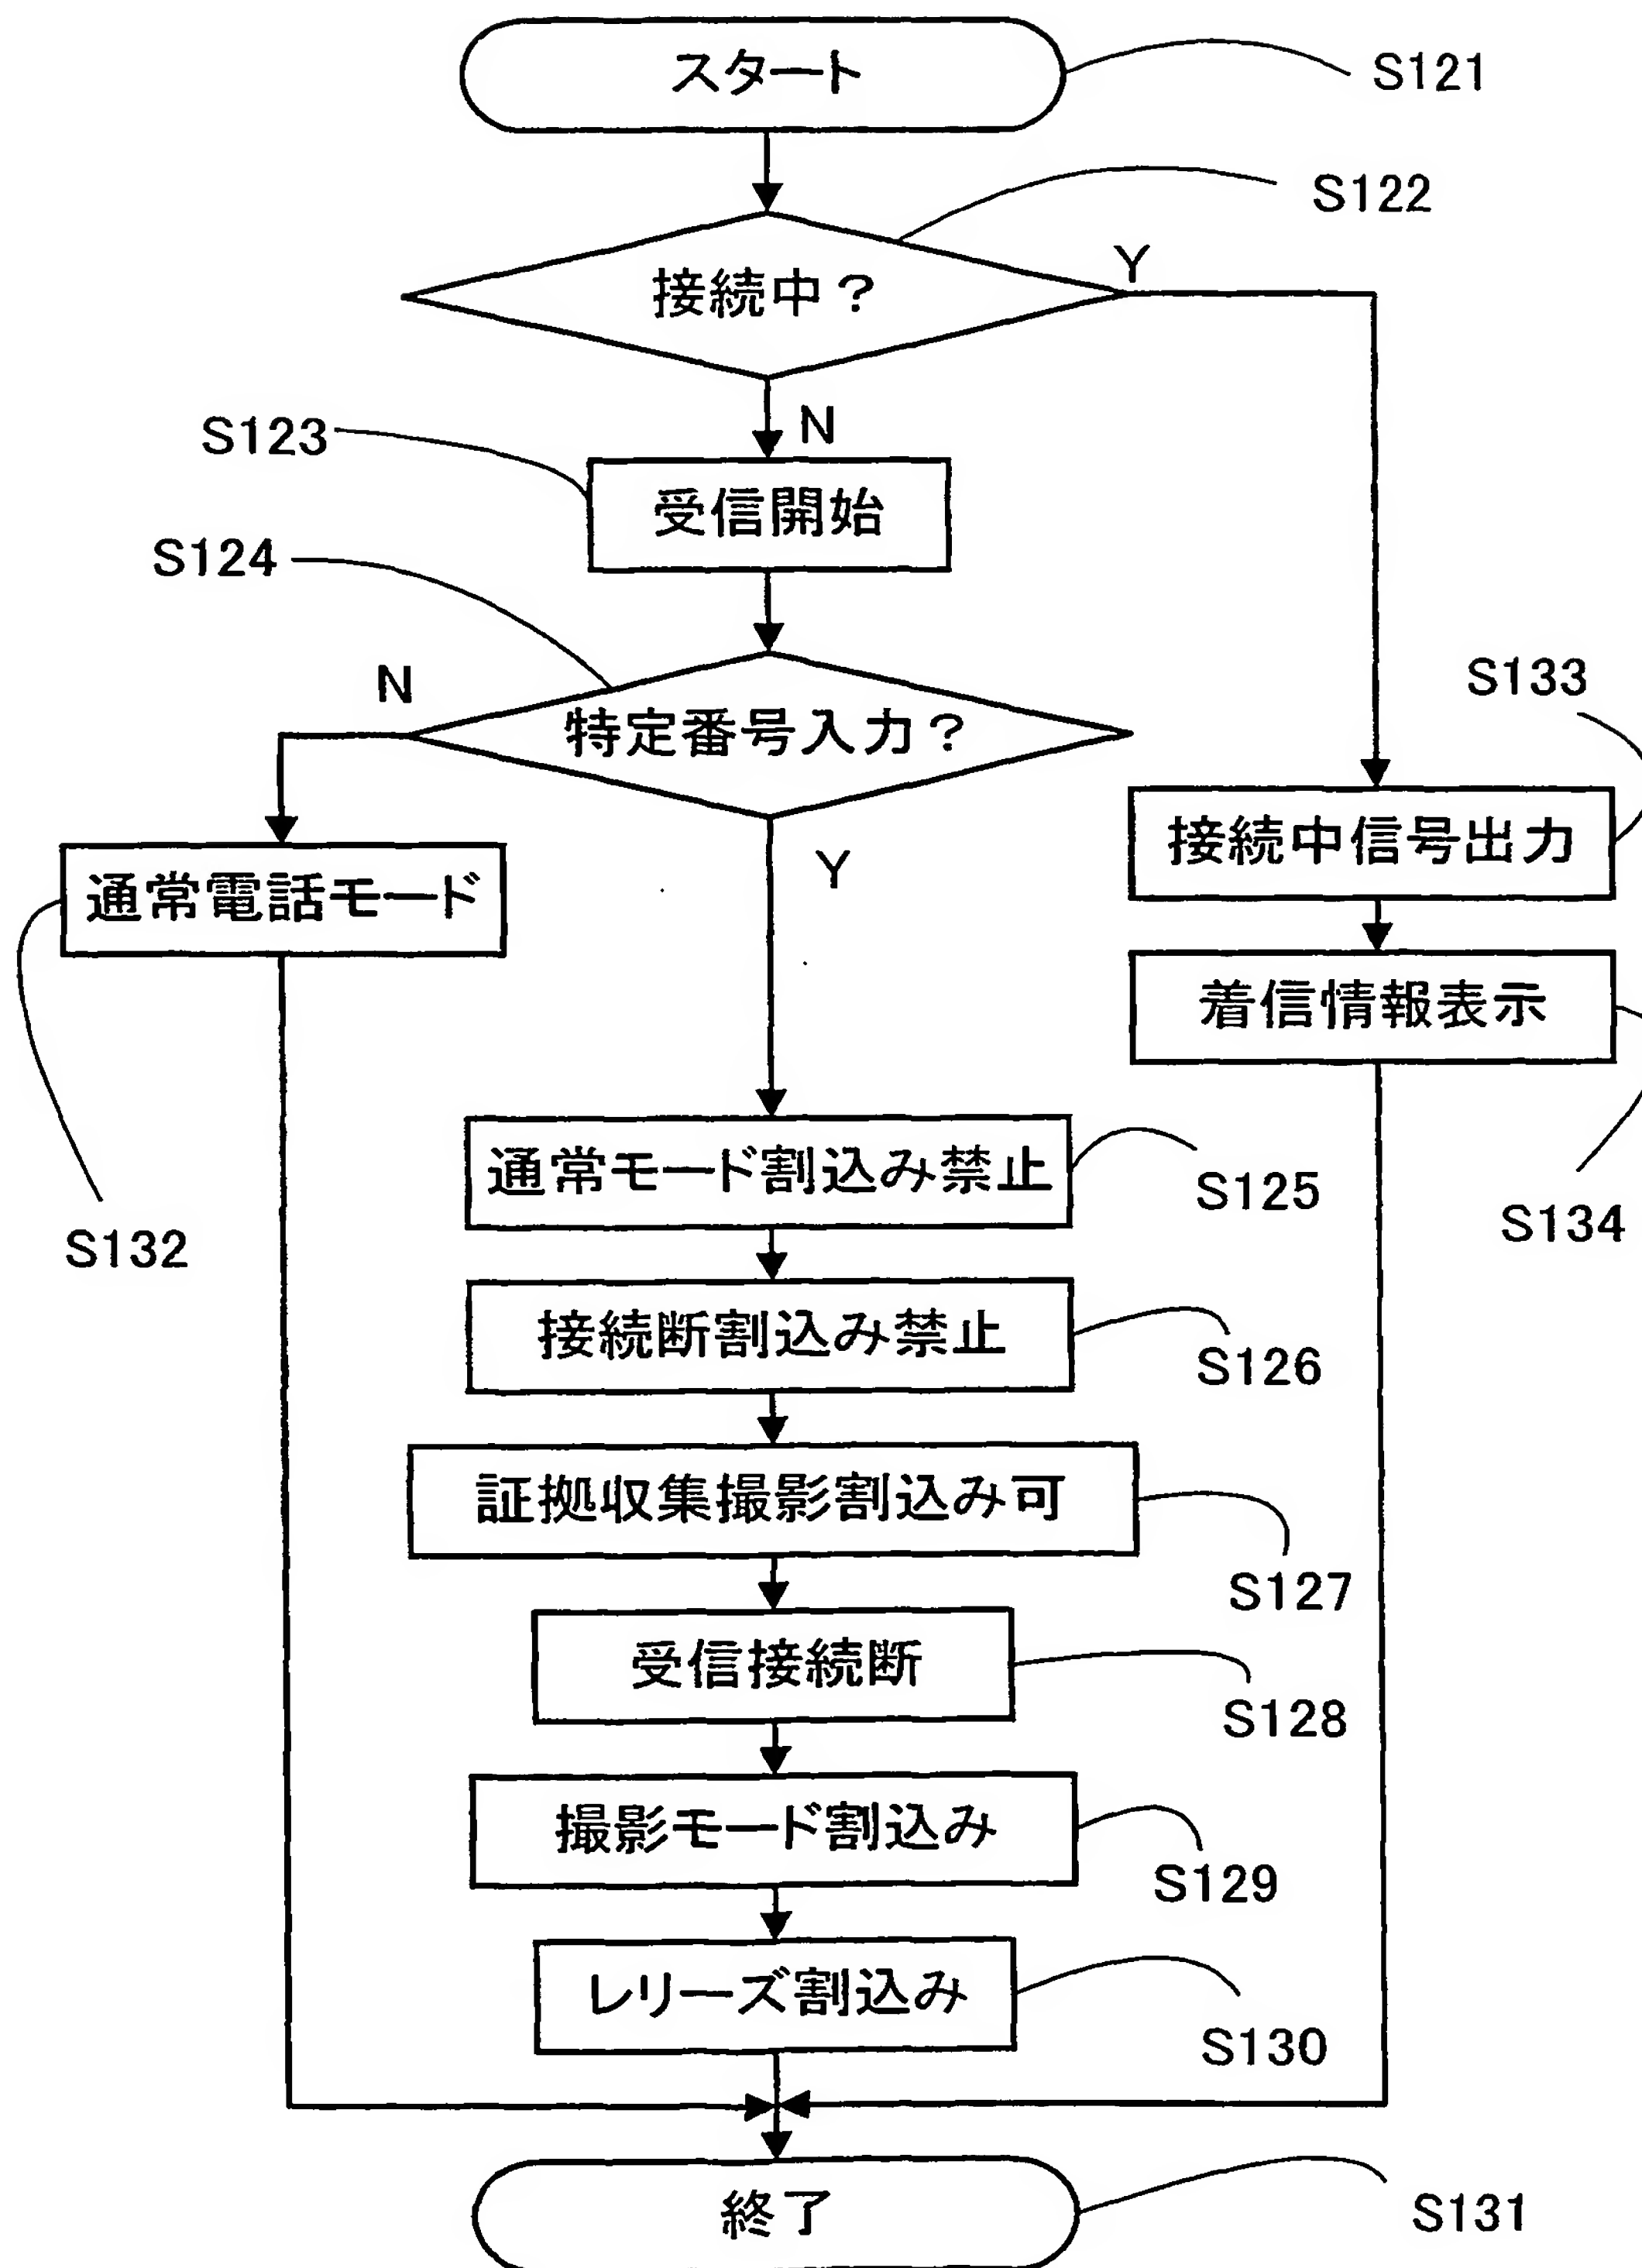 スタート
S121
S122
接続中?
Y
N
S123
受信開始
S124
N
特定番号入力?
S133
接続中信号出力
Y
通常電話モード
着信情報表示
通常モード割込み禁止
S125
S134
S132
接続断割込み禁止
S126
証拠収集撮影割込み可
S127
受信接続断
S128
撮影モード割込み
S129
レリーズ割込み
S130
終了
S131